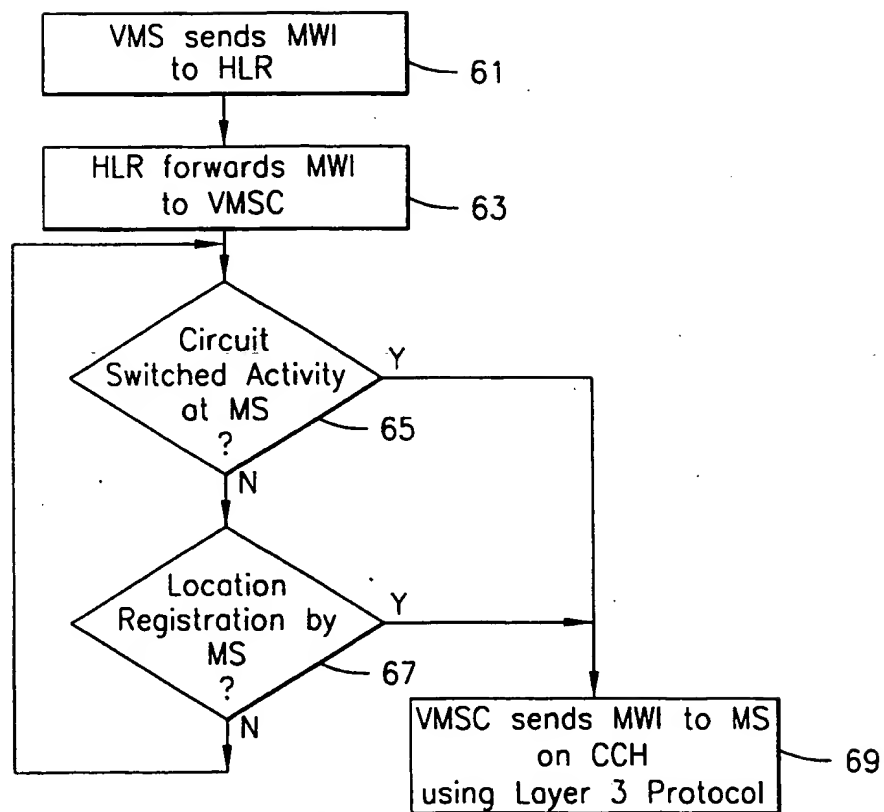 VMS sends MWI
to HLR
61
HLR forwards MWI
to VMSC
63
Circuit
Switched Activity
at MS
?
Y
65
N
Location
Registration by
MS
?
Y
67
N
VMSC sends MWI to MS
on CCH
using Layer 3 Protocol
69